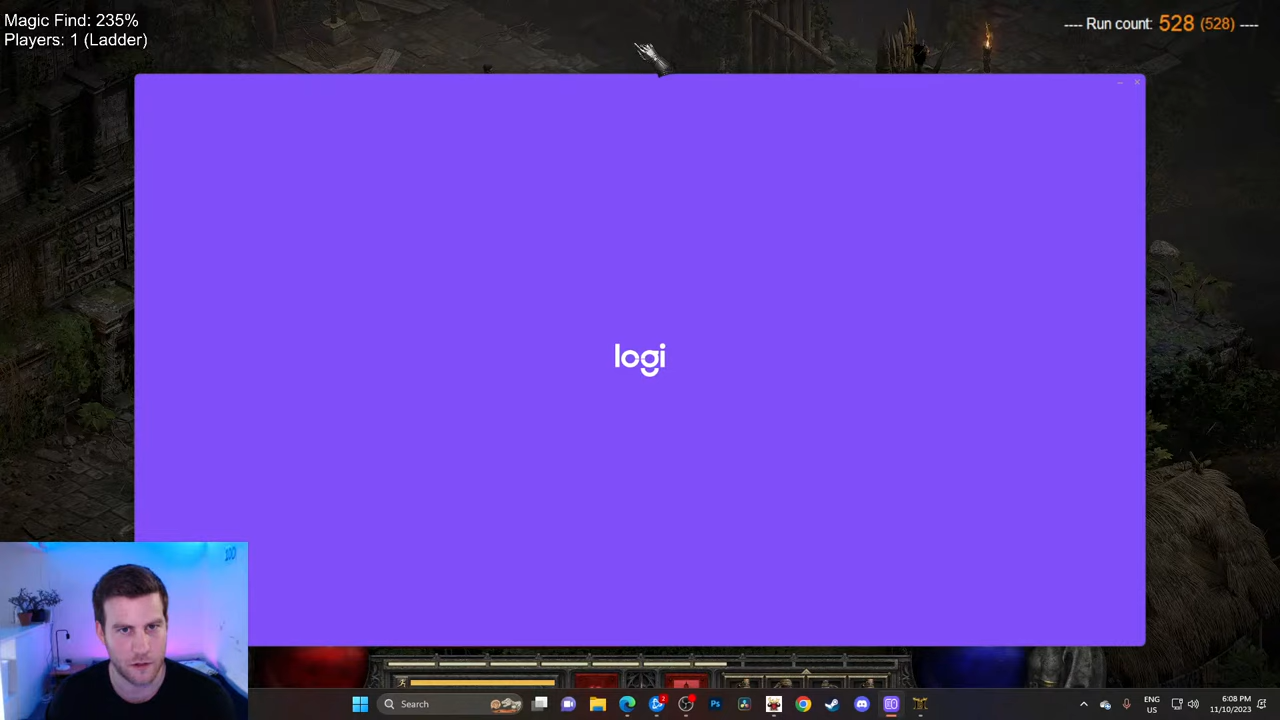 Magic Find: 235%
Players: 1 (Ladder)
---- Run count: 528 (528) ----
logi
Search
2
ENG
US
6:08 PM
11/10/2023